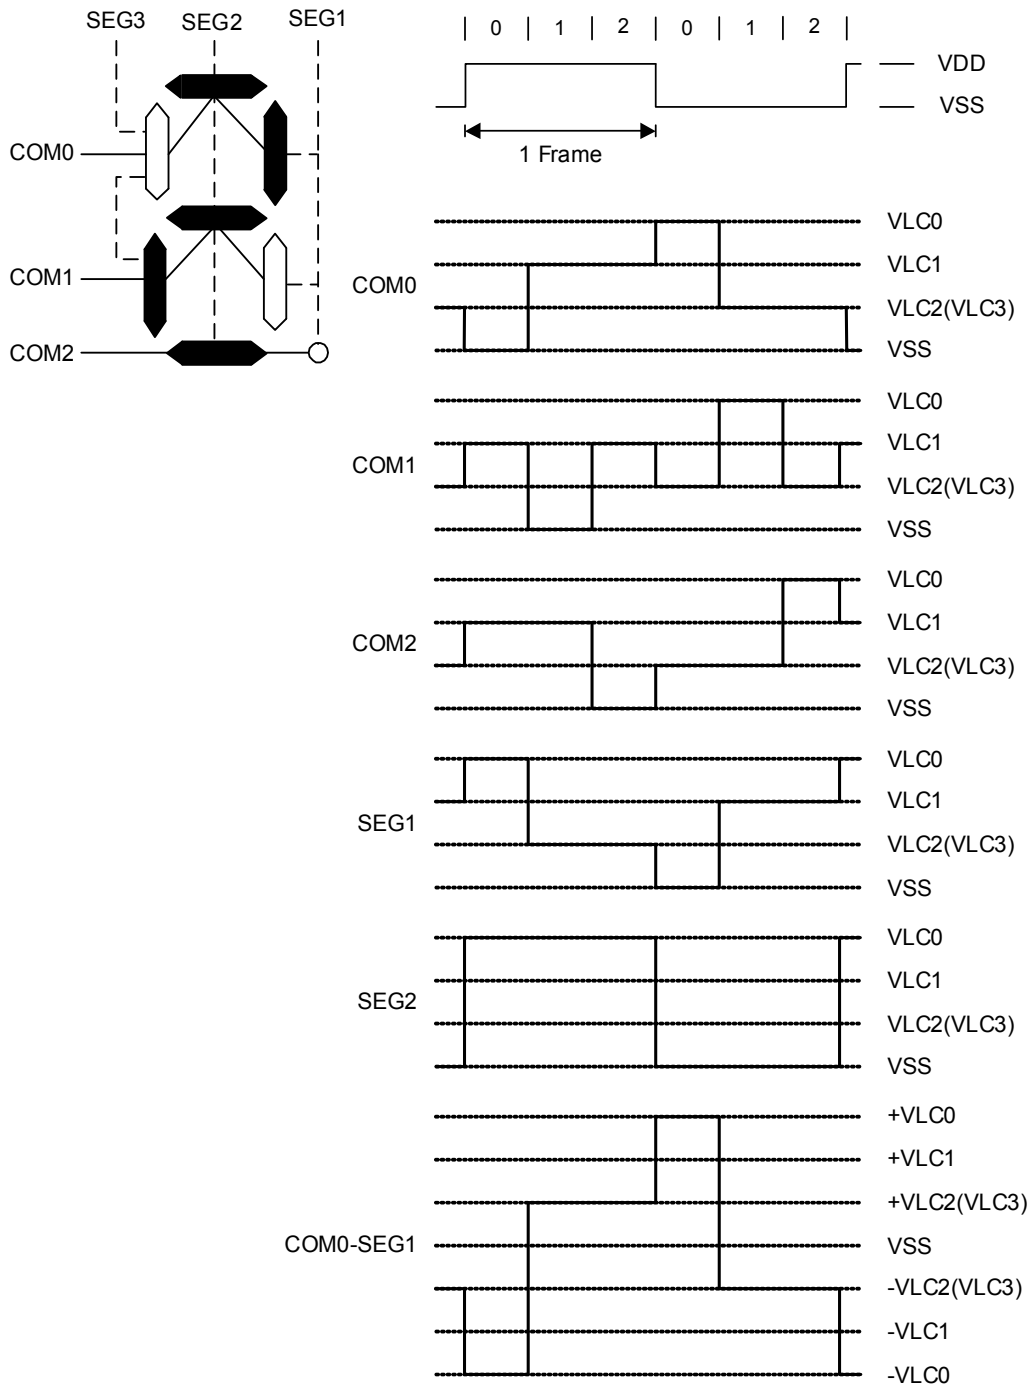 SEG3 SEG2 SEG1
0 1 2 0 1 2
VDD
VSS
1 Frame
COM0
COM1
COM2
COM0
VLC0
VLC1
VLC2(VLC3)
VSS
COM1
VLC0
VLC1
VLC2(VLC3)
VSS
COM2
VLC0
VLC1
VLC2(VLC3)
VSS
SEG1
VLC0
VLC1
VLC2(VLC3)
VSS
SEG2
VLC0
VLC1
VLC2(VLC3)
VSS
COM0-SEG1
+VLC0
+VLC1
+VLC2(VLC3)
VSS
-VLC2(VLC3)
-VLC1
-VLC0